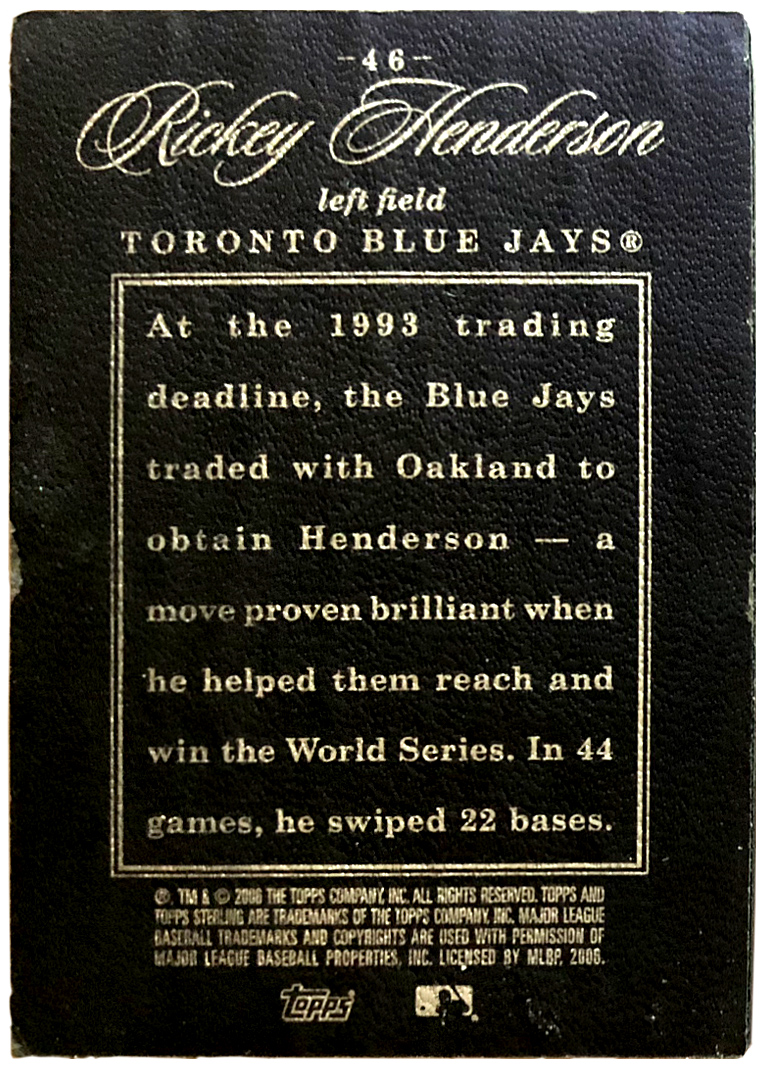 -46-
Rickey Henderson
left field
TORONTO BLUE JAYS®
At the 1993 trading
deadline, the Blue Jays
traded with Oakland to
obtain Henderson — a
move proven brilliant when
he helped them reach and
win the World Series. In 44
games, he swiped 22 bases.
®, TM & © 2006 THE TOPPS COMPANY, INC. ALL RIGHTS RESERVED. TOPPS AND
TOPPS STERLING ARE TRADEMARKS OF THE TOPPS COMPANY, INC. MAJOR LEAGUE
BASEBALL TRADEMARKS AND COPYRIGHTS ARE USED WITH PERMISSION OF
MAJOR LEAGUE BASEBALL PROPERTIES, INC. LICENSED BY MLBP, 2006.
Topps